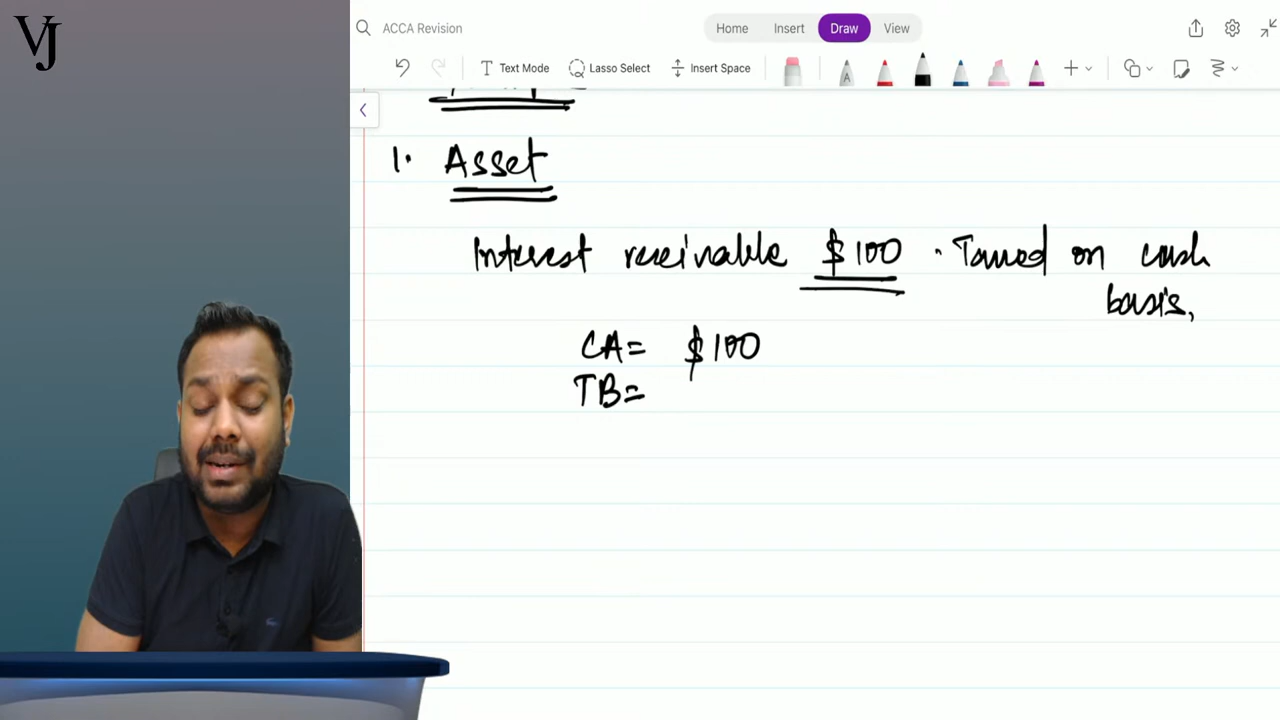 VJ
ACCA Revision
Home Insert Draw View
Text Mode Lasso Select Insert Space
1. Asset
Interest receivable $100 . Taxed on cash
basis,
CA= $100
TB=